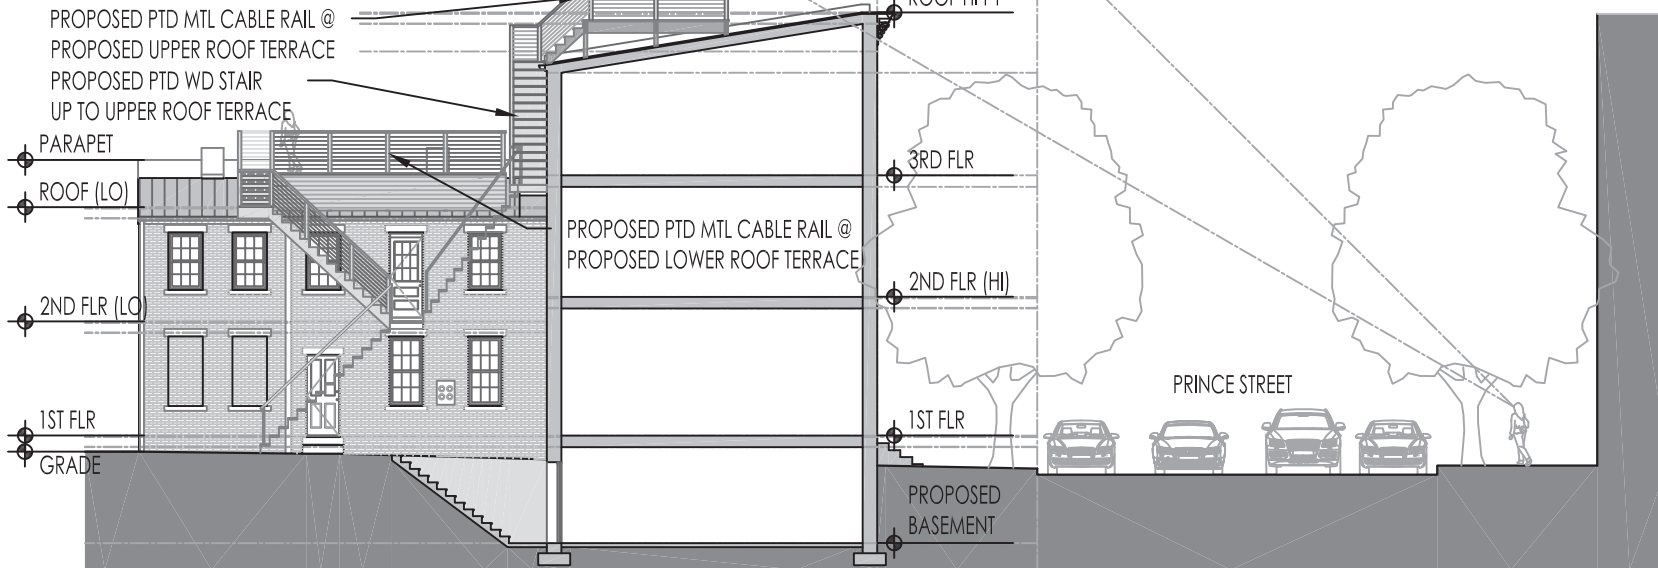 PROPOSED PTD MTL CABLE RAIL @
PROPOSED UPPER ROOF TERRACE
PROPOSED PTD WD STAIR
UP TO UPPER ROOF TERRACE
PARAPET
ROOF (LO)
2ND FLR (LO)
1ST FLR
GRADE
PROPOSED PTD MTL CABLE RAIL @
PROPOSED LOWER ROOF TERRACE
3RD FLR
2ND FLR (HI)
1ST FLR
PROPOSED
BASEMENT
PRINCE STREET